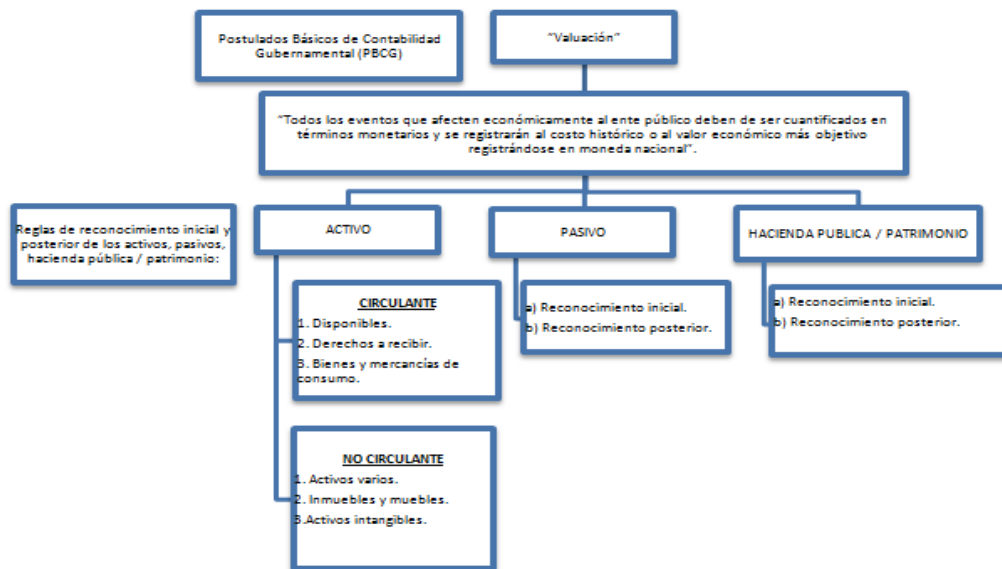 Postulados Básicos de Contabilidad
Gubernamental (PBCG)
“Valuación”
“Todos los eventos que afecten económicamente al ente público deben de ser cuantificados en
términos monetarios y se registrarán al costo histórico o al valor económico más objetivo
registrándose en moneda nacional”.
Reglas de reconocimiento inicial y
posterior de los activos, pasivos,
hacienda pública / patrimonio:
ACTIVO
PASIVO
HACIENDA PUBLICA / PATRIMONIO
CIRCULANTE
1. Disponibles.
2. Derechos a recibir.
3. Bienes y mercancías de
consumo.
a) Reconocimiento inicial.
b) Reconocimiento posterior.
a) Reconocimiento inicial.
b) Reconocimiento posterior.
NO CIRCULANTE
1. Activos varios.
2. Inmuebles y muebles.
3.Activos intangibles.